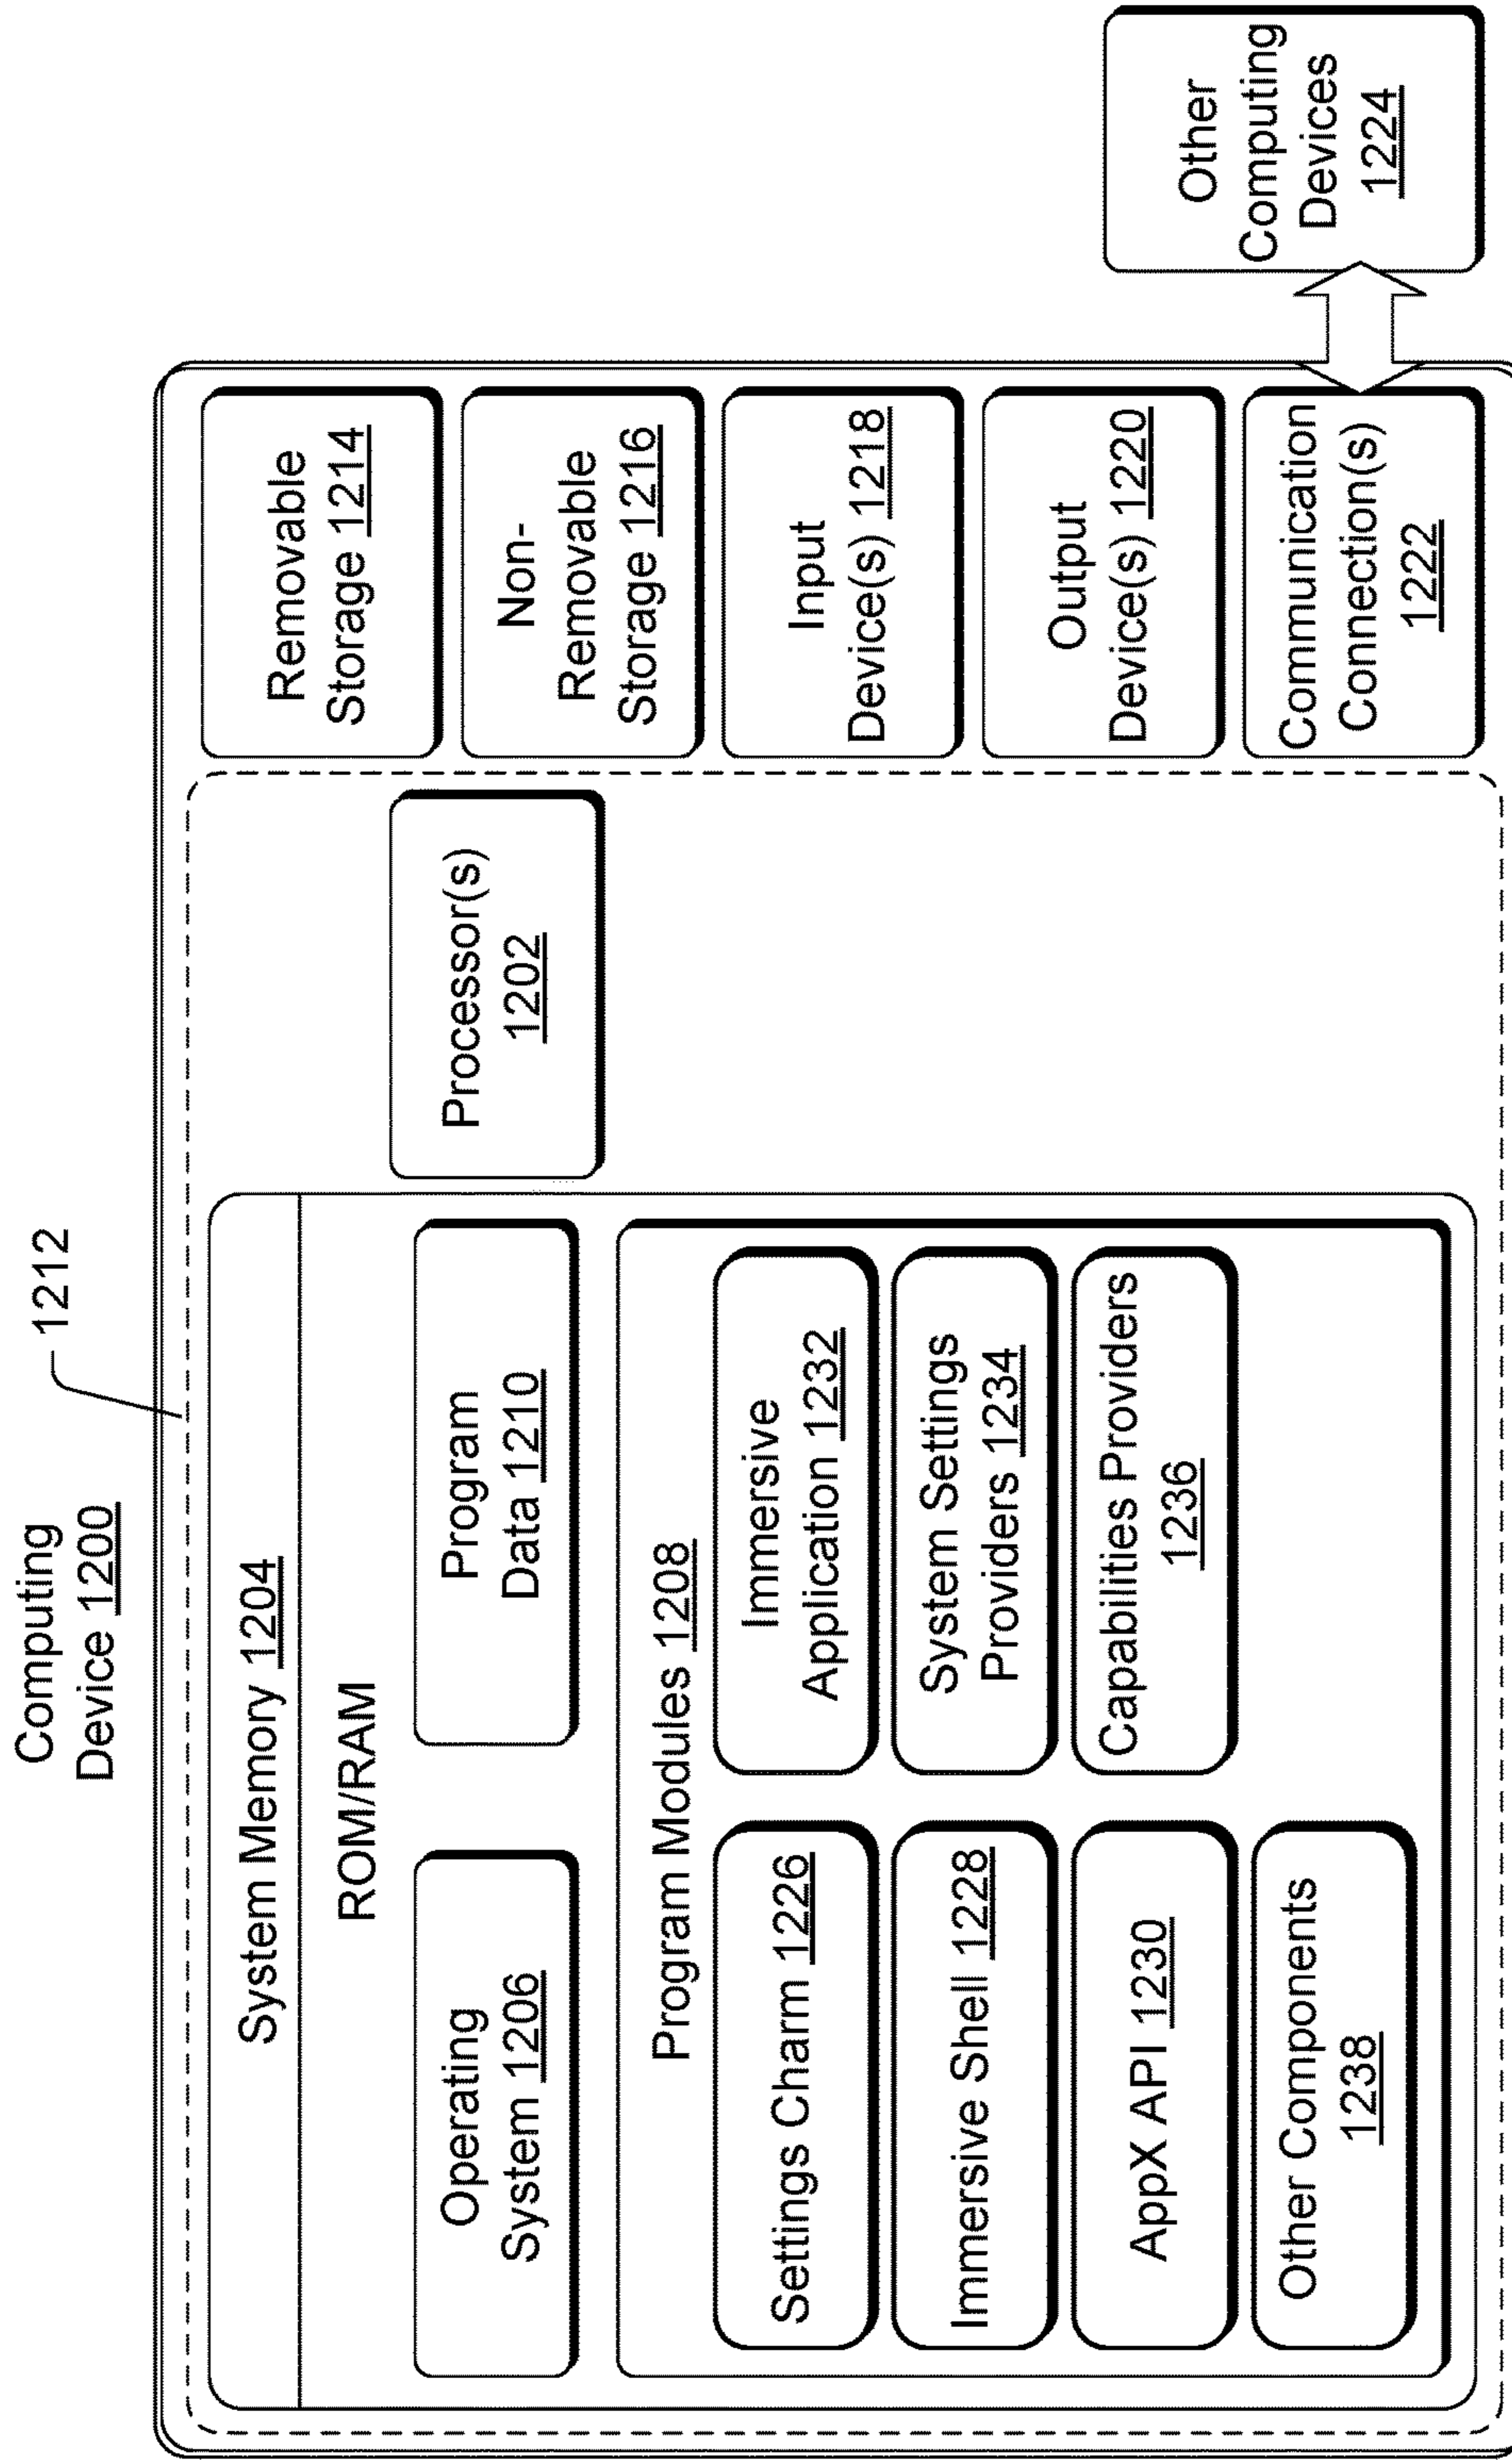 Computing
Device 1200
1212
System Memory 1204
ROM/RAM
Operating
System 1206
Program
Data 1210
Program Modules 1208
Settings Charm 1226
Immersive
Application 1232
Immersive Shell 1228
System Settings
Providers 1234
AppX API 1230
Capabilities Providers
1236
Other Components
1238
Processor(s)
1202
Removable
Storage 1214
Non-
Removable
Storage 1216
Input
Device(s) 1218
Output
Device(s) 1220
Communication
Connection(s)
1222
Other
Computing
Devices
1224